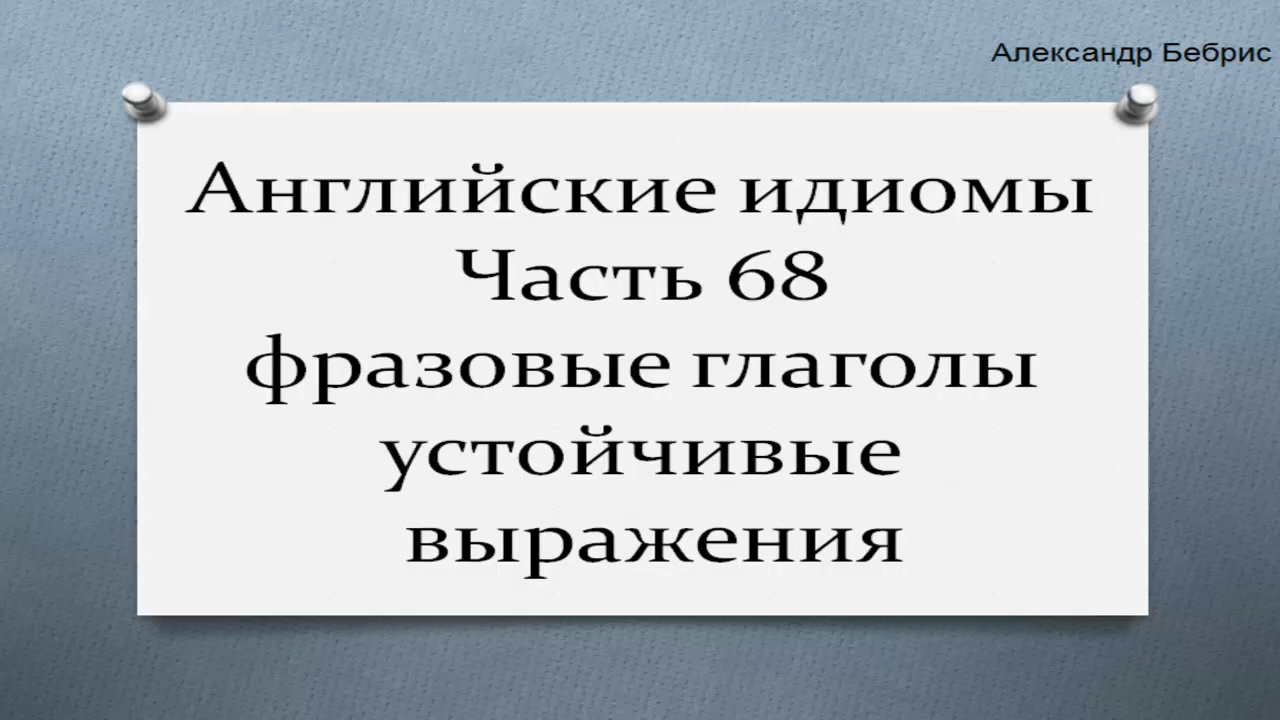 Александр Бебрис
Английские идиомы
Часть 68
фразовые глаголы
устойчивые
выражения